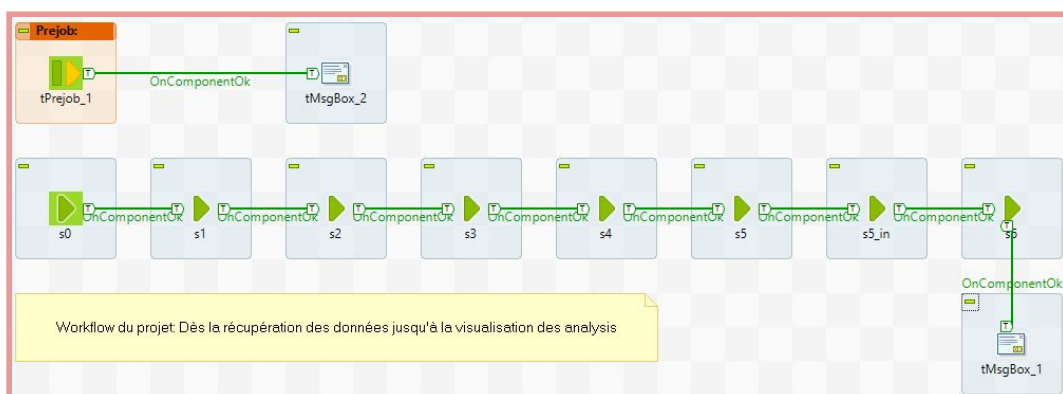 Prejob:
OnComponentOk
tPrejob_1
tMsgBox_2
OnComponentOk
OnComponentOk
OnComponentOk
OnComponentOk
OnComponentOk
OnComponentOk
OnComponentOk
s0
s1
s2
s3
s4
s5
s5_in
s6
OnComponentOk
Workflow du projet: Dès la récupération des données jusqu'à la visualisation des analysis
tMsgBox_1